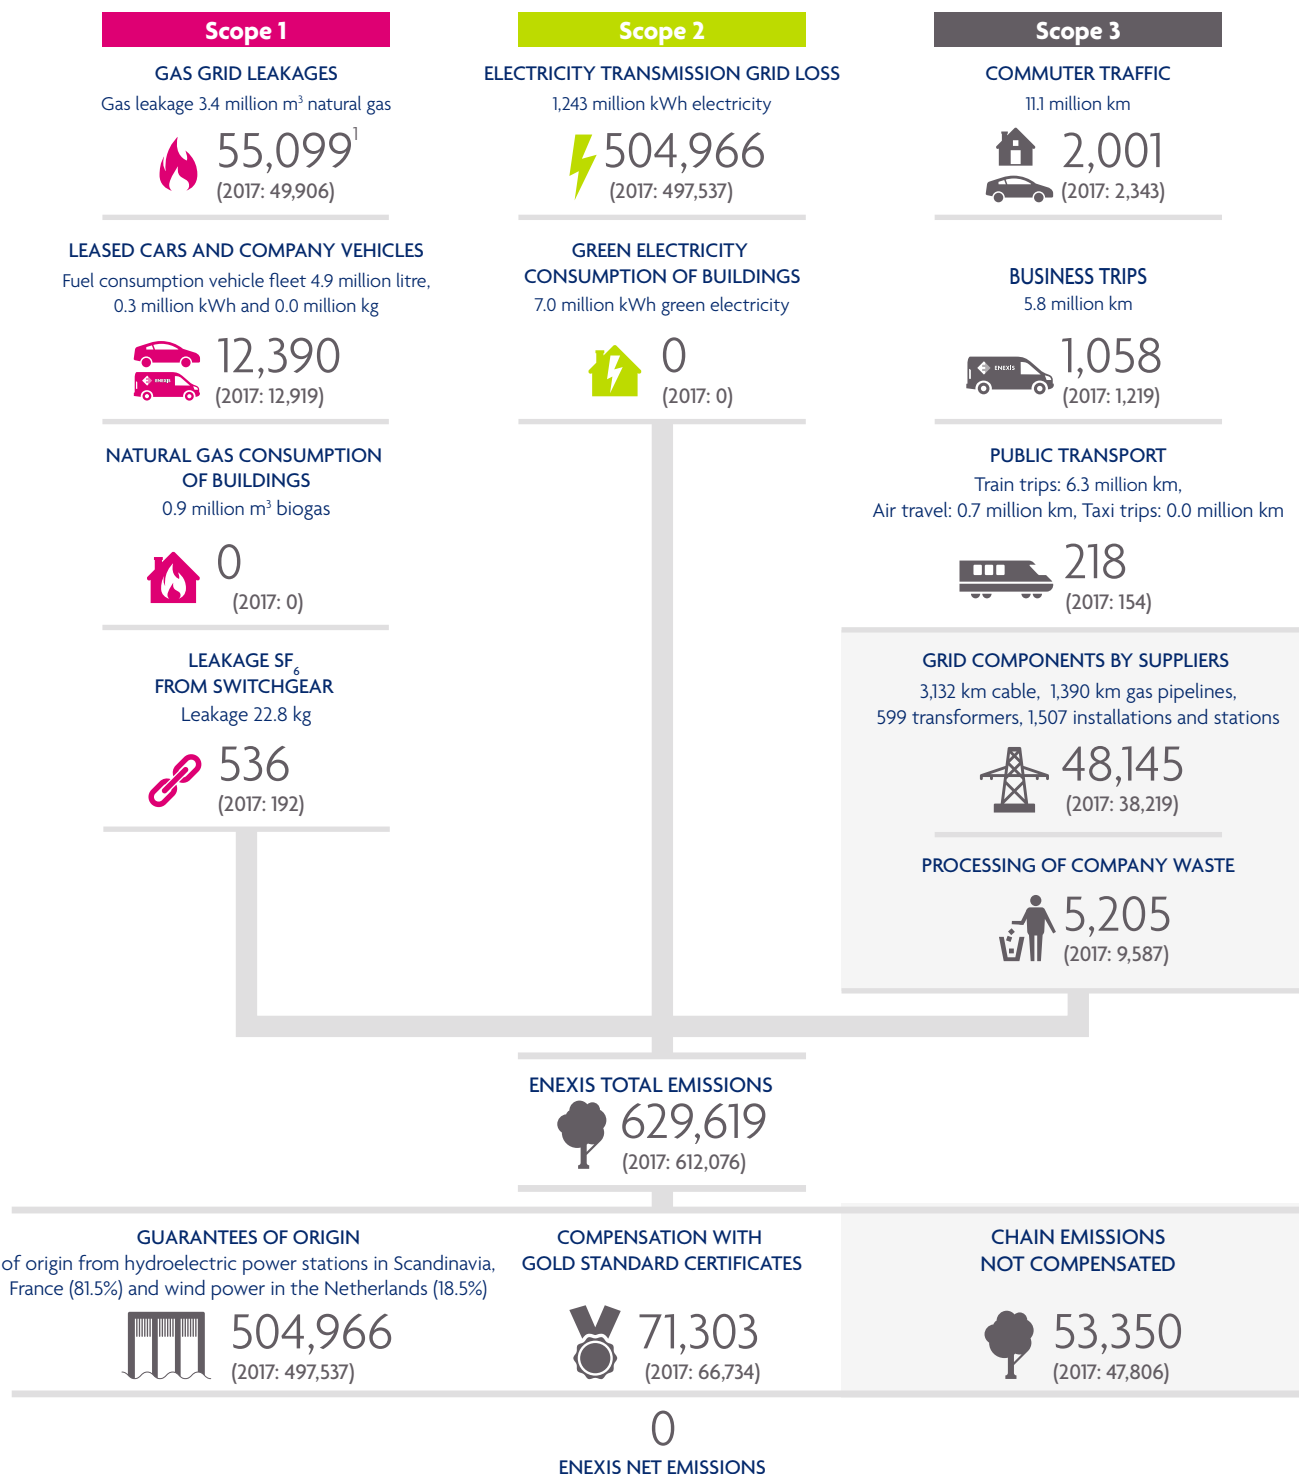 Scope 1
GAS GRID LEAKAGES
Gas leakage 3.4 million m³ natural gas
55,099¹
(2017: 49,906)
LEASED CARS AND COMPANY VEHICLES
Fuel consumption vehicle fleet 4.9 million litre,
0.3 million kWh and 0.0 million kg
ENEXIS
12,390
(2017: 12,919)
NATURAL GAS CONSUMPTION
OF BUILDINGS
0.9 million m³ biogas
0
(2017: 0)
LEAKAGE SF₆
FROM SWITCHGEAR
Leakage 22.8 kg
536
(2017: 192)
Scope 2
ELECTRICITY TRANSMISSION GRID LOSS
1,243 million kWh electricity
504,966
(2017: 497,537)
GREEN ELECTRICITY
CONSUMPTION OF BUILDINGS
7.0 million kWh green electricity
0
(2017: 0)
Scope 3
COMMUTER TRAFFIC
11.1 million km
2,001
(2017: 2,343)
BUSINESS TRIPS
5.8 million km
ENEXIS
1,058
(2017: 1,219)
PUBLIC TRANSPORT
Train trips: 6.3 million km,
Air travel: 0.7 million km, Taxi trips: 0.0 million km
218
(2017: 154)
GRID COMPONENTS BY SUPPLIERS
3,132 km cable, 1,390 km gas pipelines,
599 transformers, 1,507 installations and stations
48,145
(2017: 38,219)
PROCESSING OF COMPANY WASTE
5,205
(2017: 9,587)
ENEXIS TOTAL EMISSIONS
629,619
(2017: 612,076)
GUARANTEES OF ORIGIN
of origin from hydroelectric power stations in Scandinavia,
France (81.5%) and wind power in the Netherlands (18.5%)
504,966
(2017: 497,537)
COMPENSATION WITH
GOLD STANDARD CERTIFICATES
71,303
(2017: 66,734)
CHAIN EMISSIONS
NOT COMPENSATED
53,350
(2017: 47,806)
0
ENEXIS NET EMISSIONS